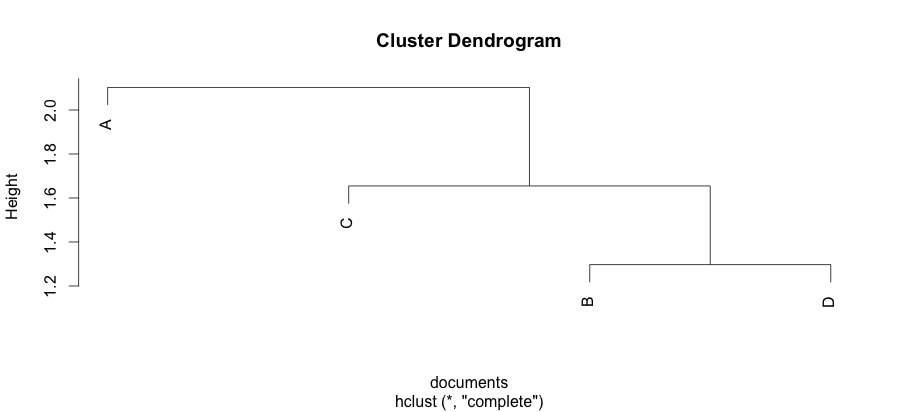 Cluster Dendrogram
Height
2.0
1.8
1.6
1.4
1.2
A
C
B
D
documents
hclust (*, "complete")